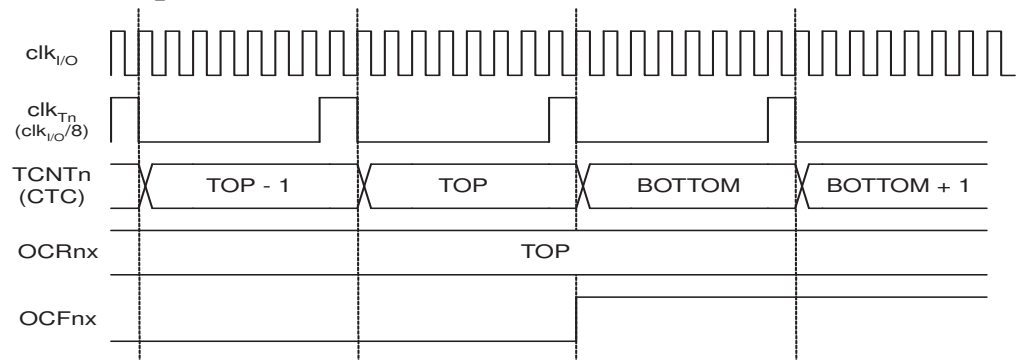 clkI/O
clkTn
(clkI/O/8)
TCNTn
(CTC)
TOP - 1
TOP
BOTTOM
BOTTOM + 1
OCRnx
TOP
OCFnx